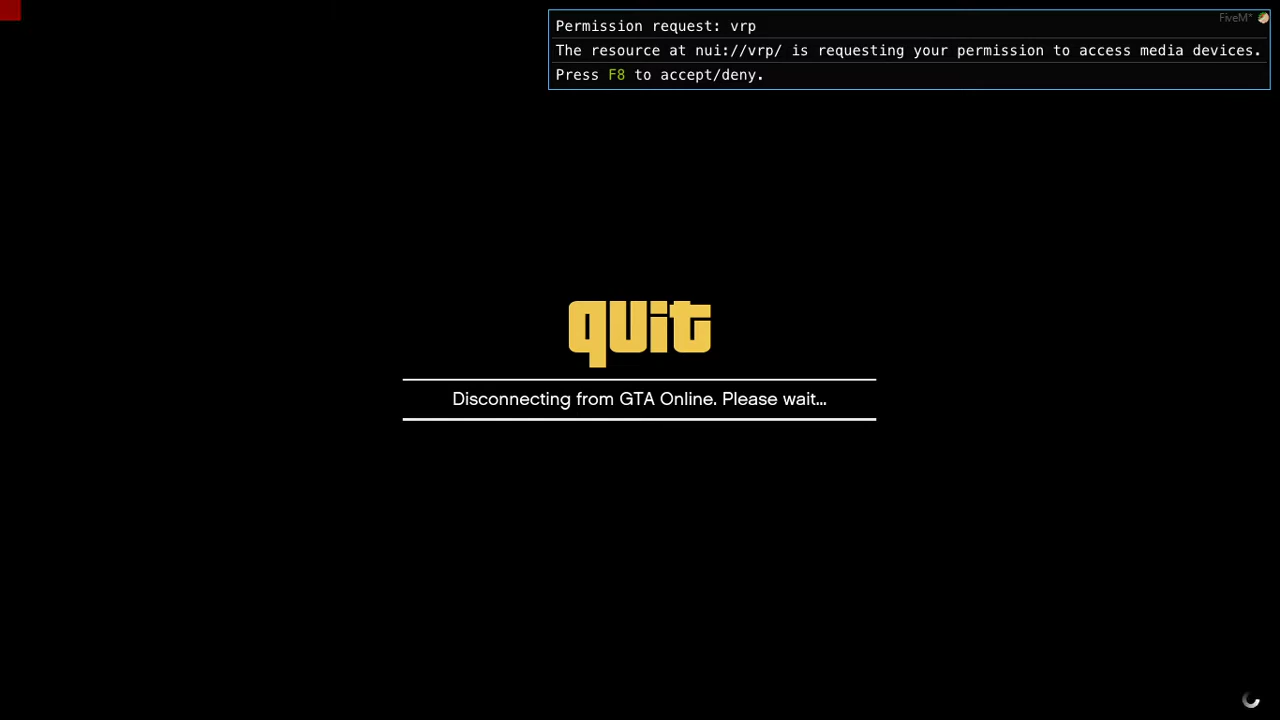 FiveM*
Permission request: vrp
The resource at nui://vrp/ is requesting your permission to access media devices.
Press F8 to accept/deny.
quit
Disconnecting from GTA Online. Please wait...